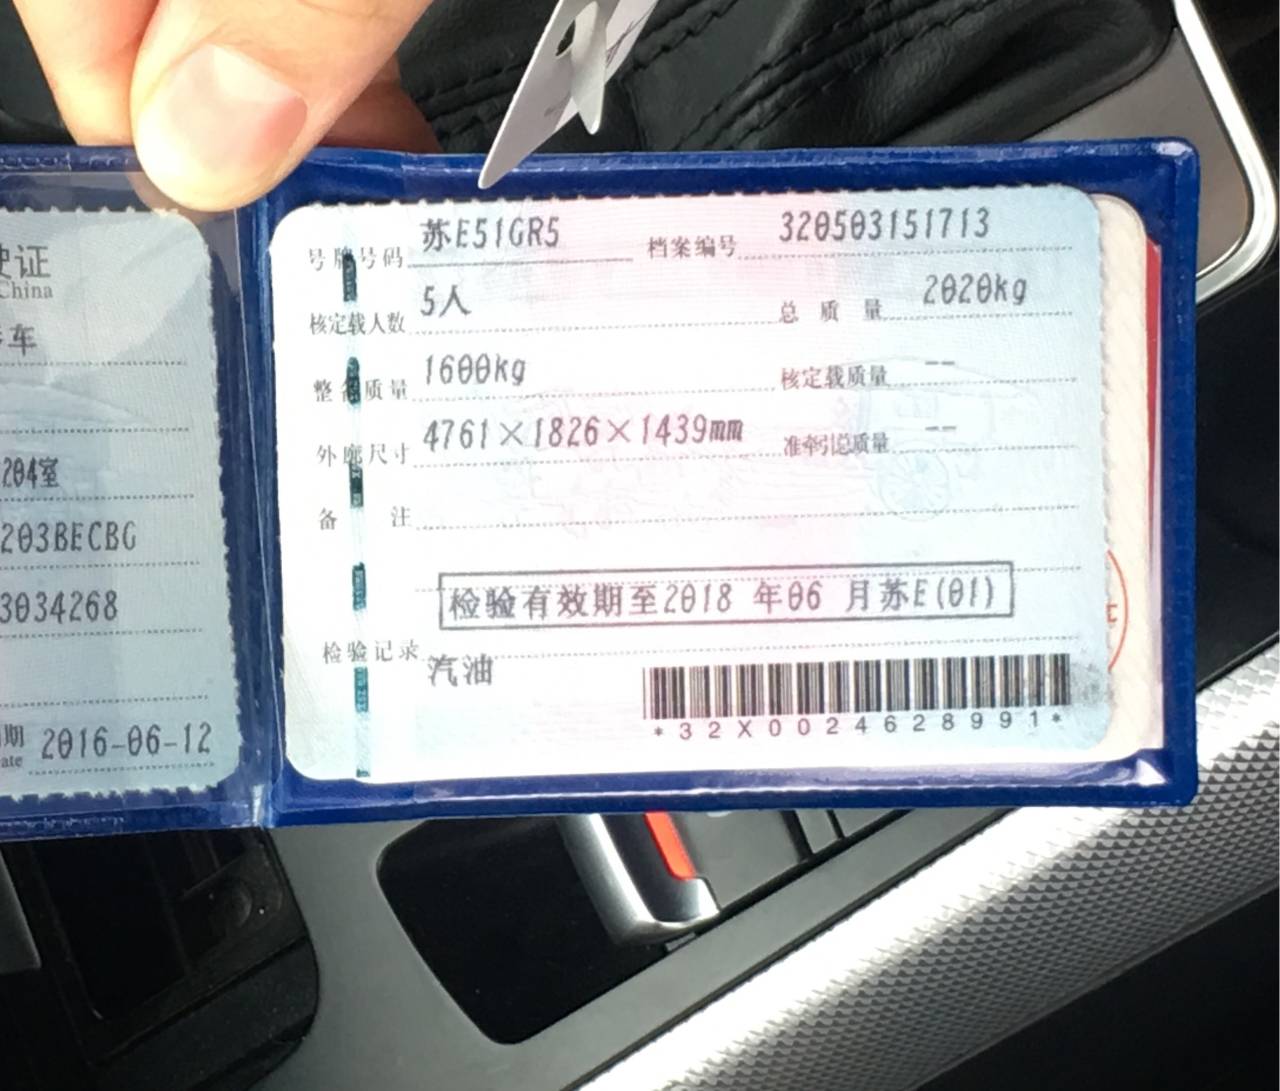 史证
China
车
204室
203BECBG
3034268
期
ate 2016-06-12
号牌号码 苏E51GR5 档案编号 320503151713
核定载人数 5人 总质量 2020kg
整备质量 1600kg 核定载质量 --
外廓尺寸 4761×1826×1439mm 准牵引总质量 --
备注
检验有效期至2018 年06 月苏E(01)
检验记录
汽油
*32X0024628991*